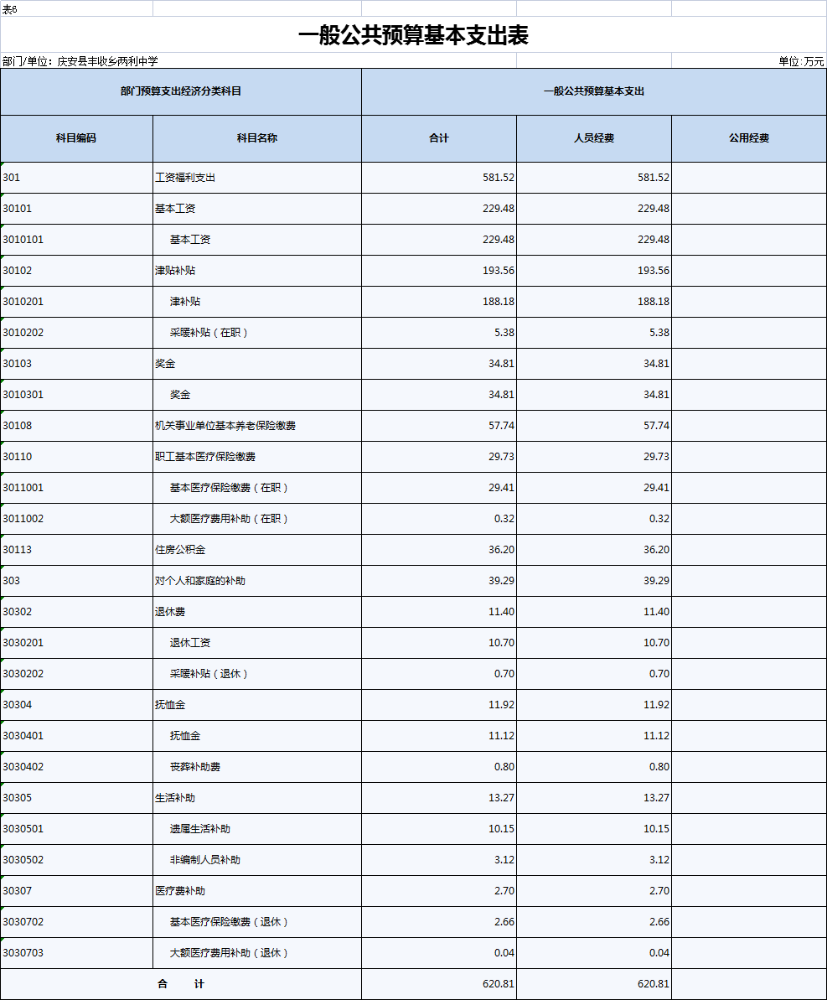 表6
一般公共预算基本支出表
部门/单位：庆安县丰收乡两利中学 单位:万元
部门预算支出经济分类科目 一般公共预算基本支出
科目编码 科目名称 合计 人员经费 公用经费
301 工资福利支出 581.52 581.52
30101 基本工资 229.48 229.48
3010101 基本工资 229.48 229.48
30102 津贴补贴 193.56 193.56
3010201 津补贴 188.18 188.18
3010202 采暖补贴（在职） 5.38 5.38
30103 奖金 34.81 34.81
3010301 奖金 34.81 34.81
30108 机关事业单位基本养老保险缴费 57.74 57.74
30110 职工基本医疗保险缴费 29.73 29.73
3011001 基本医疗保险缴费（在职） 29.41 29.41
3011002 大额医疗费用补助（在职） 0.32 0.32
30113 住房公积金 36.20 36.20
303 对个人和家庭的补助 39.29 39.29
30302 退休费 11.40 11.40
3030201 退休工资 10.70 10.70
3030202 采暖补贴（退休） 0.70 0.70
30304 抚恤金 11.92 11.92
3030401 抚恤金 11.12 11.12
3030402 丧葬补助费 0.80 0.80
30305 生活补助 13.27 13.27
3030501 遗属生活补助 10.15 10.15
3030502 非编制人员补助 3.12 3.12
30307 医疗费补助 2.70 2.70
3030702 基本医疗保险缴费（退休） 2.66 2.66
3030703 大额医疗费用补助（退休） 0.04 0.04
合 计 620.81 620.81